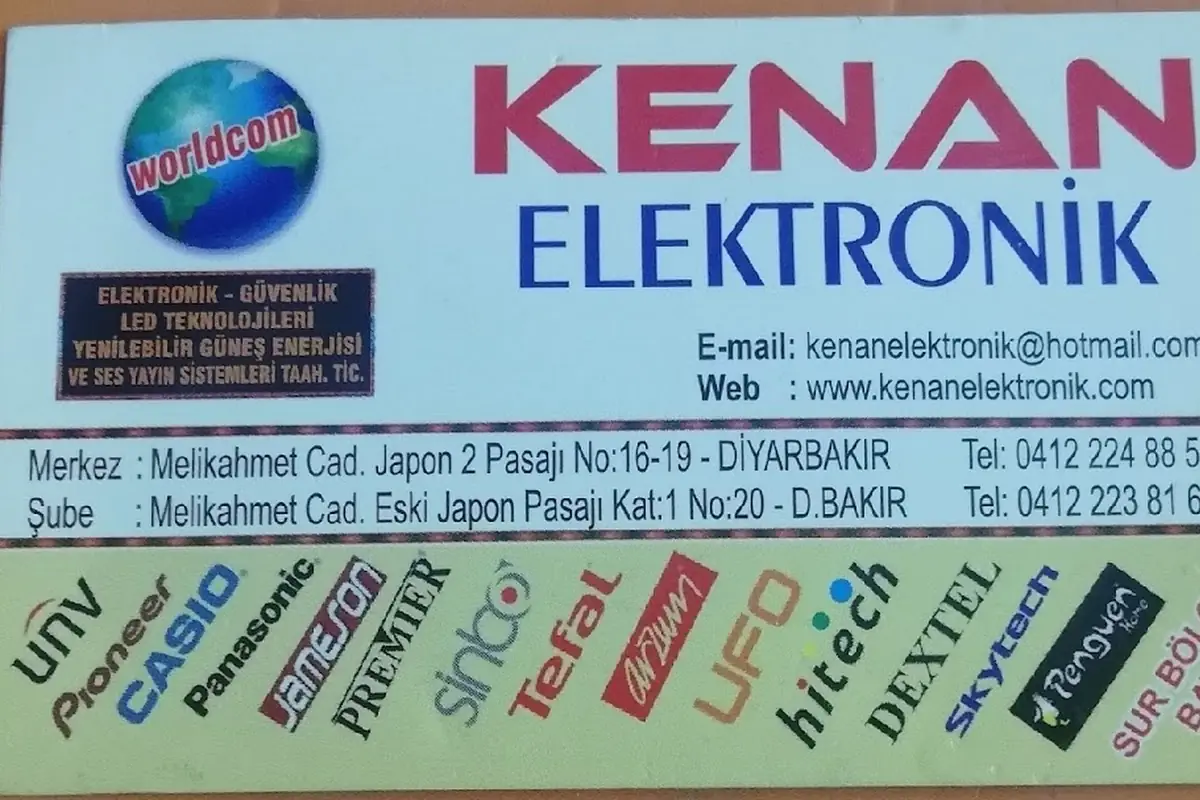 worldcom
KENAN
ELEKTRONİK
ELEKTRONİK - GÜVENLİK
LED TEKNOLOJİLERİ
YENİLEBİLİR GÜNEŞ ENERJİSİ
VE SES YAYIN SİSTEMLERİ TAAH. TİC.
E-mail: kenanelektronik@hotmail.com
Web : www.kenanelektronik.com
Merkez : Melikahmet Cad. Japon 2 Pasajı No:16-19 - DİYARBAKIR Tel: 0412 224 88 5
Şube : Melikahmet Cad. Eski Japon Pasajı Kat:1 No:20 - D.BAKIR Tel: 0412 223 81 6
unv
Pioneer
CASIO
Panasonic
Jameson
PREMIER
sinbo
Tefal
arzum
UFO
hitech
DEXTEL
Skytech
Penguen
Home
SUR BÖL